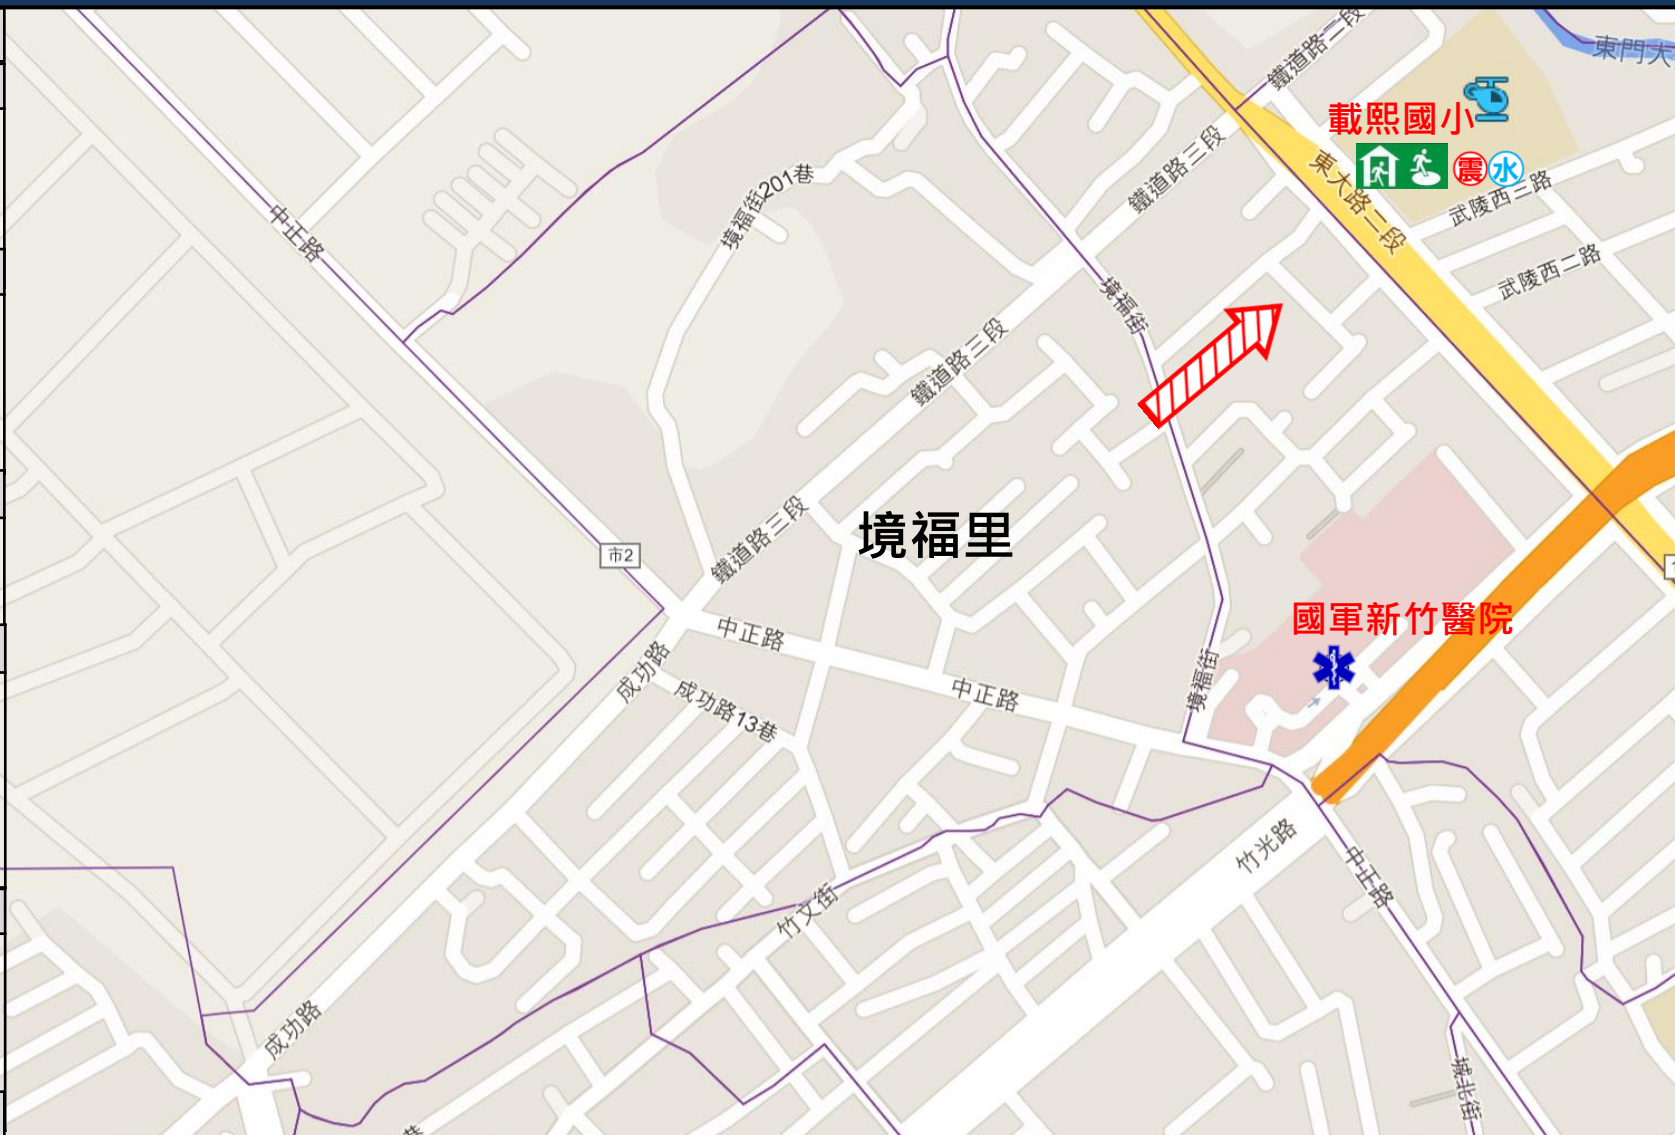 鐵道路二段
東門大
載熙國小
震
水
鐵道路三段
東大路二段
武陵西三路
境福街201巷
中正路
武陵西二路
境福街
鐵道路三段
境福里
鐵道路三段
市2
國軍新竹醫院
中正路
成功路
境福街
中正路
成功路13巷
竹光路
中正路
竹文街
成功路
城北街
巷